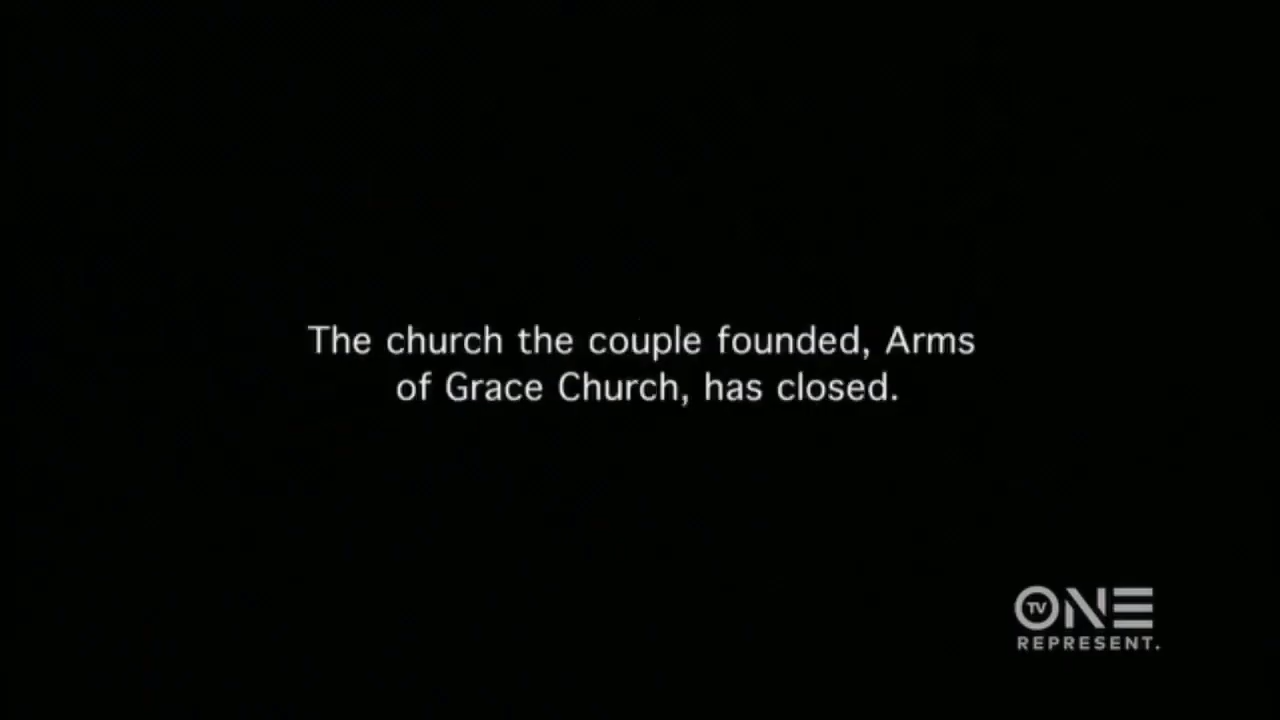 The church the couple founded, Arms
of Grace Church, has closed.
TV ONE
REPRESENT.